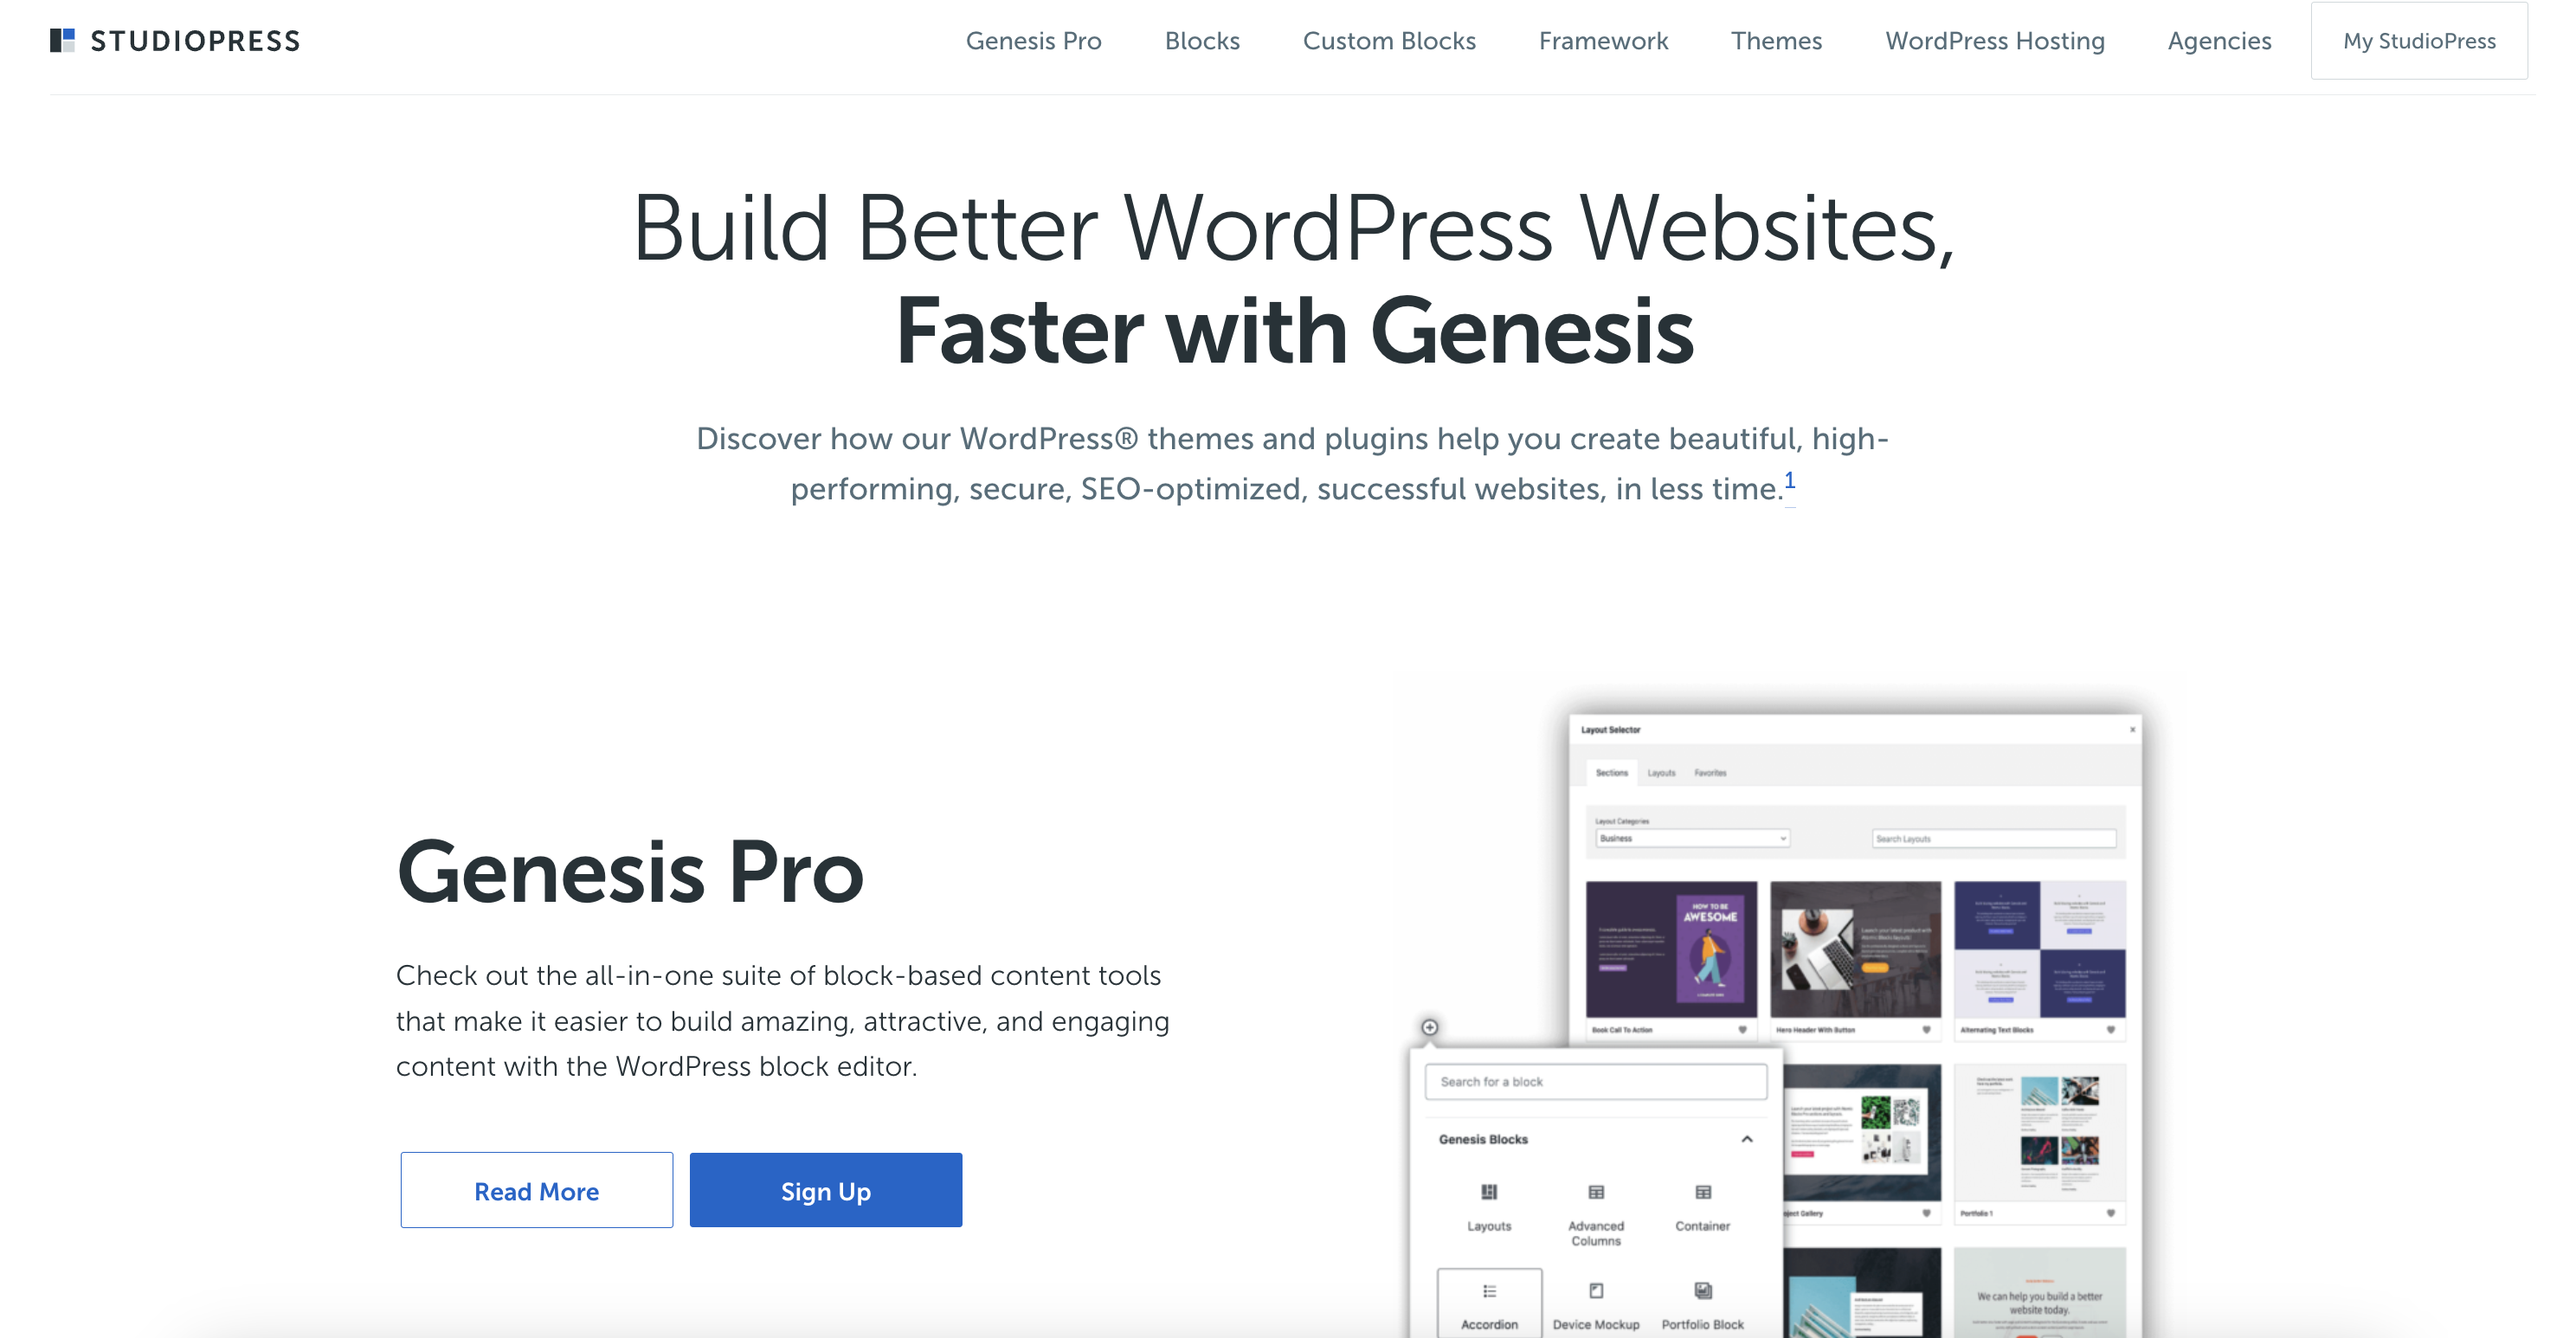 STUDIOPRESS
Genesis Pro
Blocks
Custom Blocks
Framework
Themes
WordPress Hosting
Agencies
My StudioPress
Build Better WordPress Websites,
Faster with Genesis
Discover how our WordPress® themes and plugins help you create beautiful, high-
performing, secure, SEO-optimized, successful websites, in less time.1
Genesis Pro
Check out the all-in-one suite of block-based content tools
that make it easier to build amazing, attractive, and engaging
content with the WordPress block editor.
Read More
Sign Up
Layout Selector
Sections
Layouts
Favorites
Layout Categories
Business
Search Layouts
HOW TO BE
AWESOME
Book Call To Action
Hero Header With Button
Alternating Text Blocks
Portfolio 1
Search for a block
Genesis Blocks
Layouts
Advanced
Columns
Container
Accordion
Device Mockup
Portfolio Block
We can help you build a better
website today.